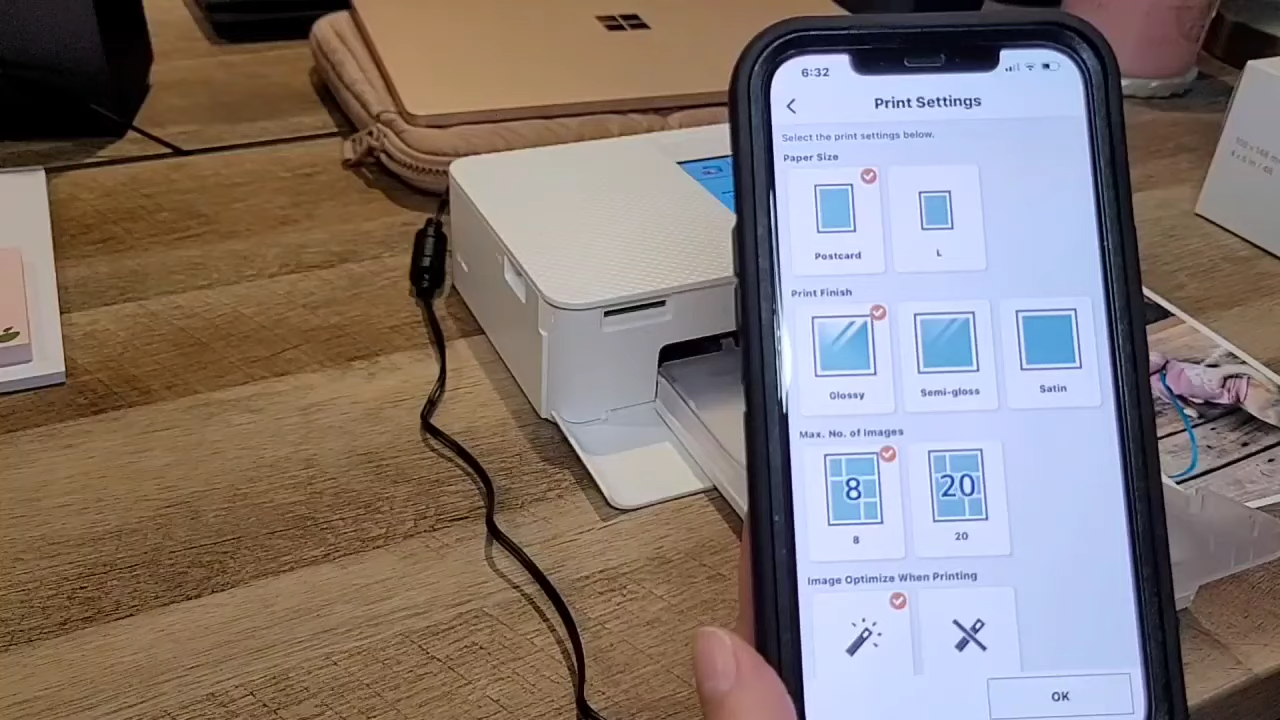 6:32
Print Settings
Select the print settings below.
Paper Size
Postcard
L
Print Finish
Glossy
Semi-gloss
Satin
Max. No. of Images
8
20
8
20
Image Optimize When Printing
OK